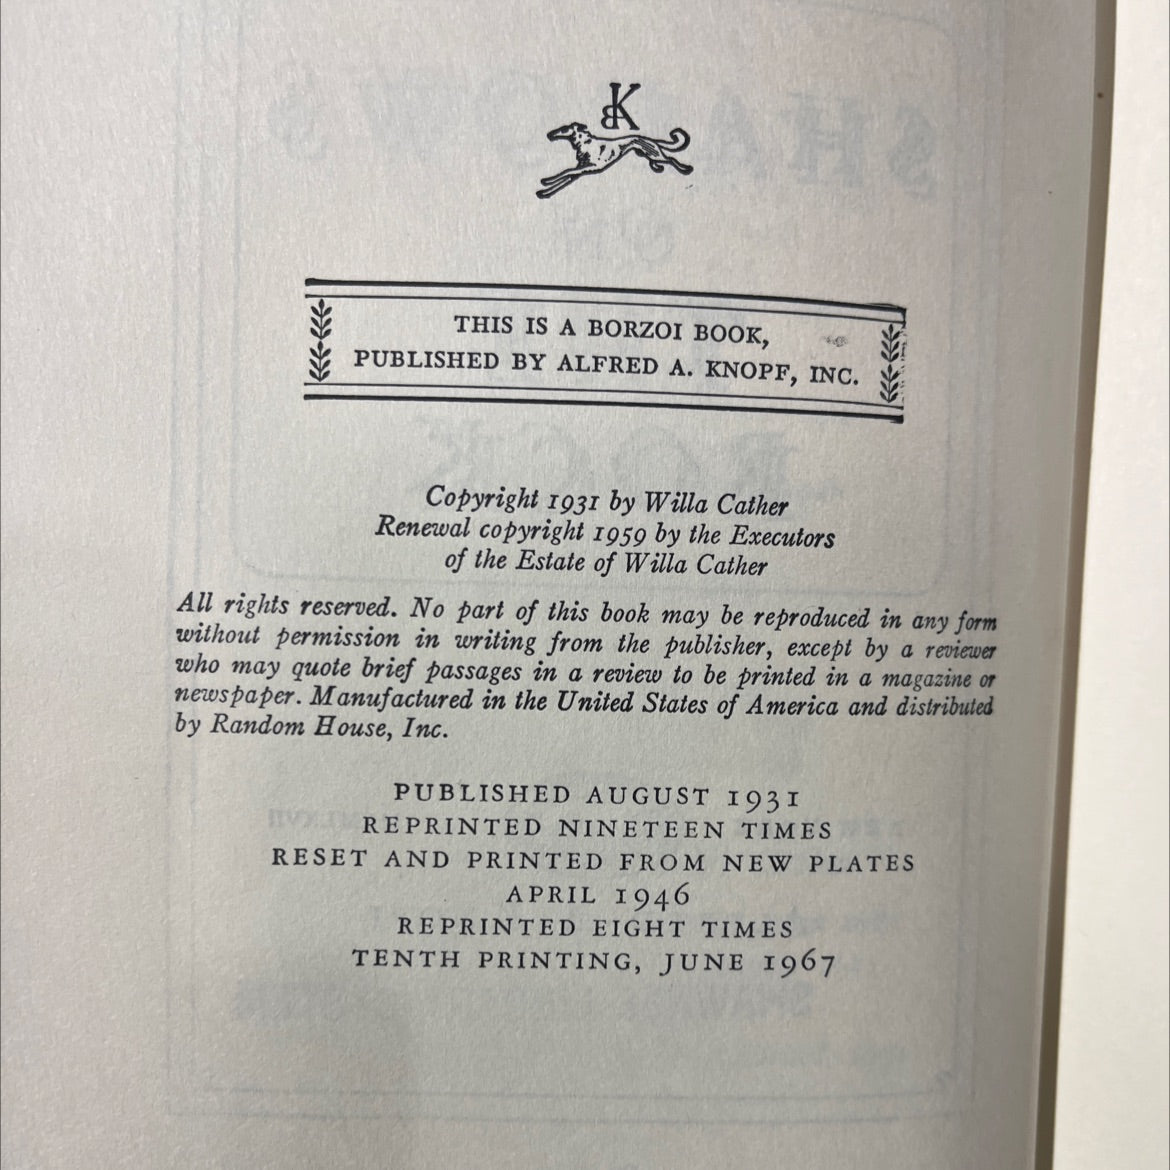 BK
THIS IS A BORZOI BOOK,
PUBLISHED BY ALFRED A. KNOPF, INC.
Copyright 1931 by Willa Cather
Renewal copyright 1959 by the Executors
of the Estate of Willa Cather
All rights reserved. No part of this book may be reproduced in any form
without permission in writing from the publisher, except by a reviewer
who may quote brief passages in a review to be printed in a magazine or
newspaper. Manufactured in the United States of America and distributed
by Random House, Inc.
PUBLISHED AUGUST 1931
REPRINTED NINETEEN TIMES
RESET AND PRINTED FROM NEW PLATES
APRIL 1946
REPRINTED EIGHT TIMES
TENTH PRINTING, JUNE 1967